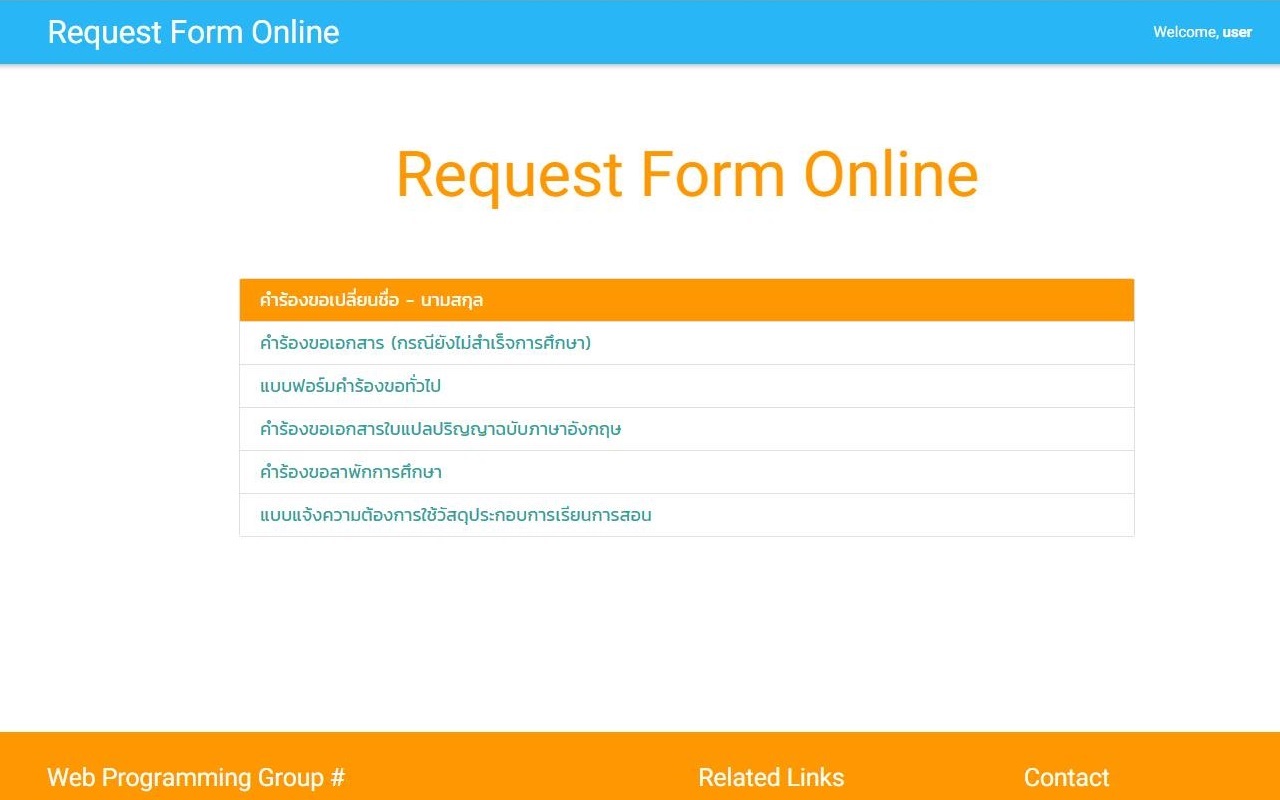 Request Form Online
Welcome, user
Request Form Online
คำร้องขอเปลี่ยนชื่อ - นามสกุล
คำร้องขอเอกสาร (กรณียังไม่สำเร็จการศึกษา)
แบบฟอร์มคำร้องขอทั่วไป
คำร้องขอเอกสารใบแปลปริญญาฉบับภาษาอังกฤษ
คำร้องขอลาพักการศึกษา
แบบแจ้งความต้องการใช้วัสดุประกอบการเรียนการสอน
Web Programming Group #
Related Links
Contact